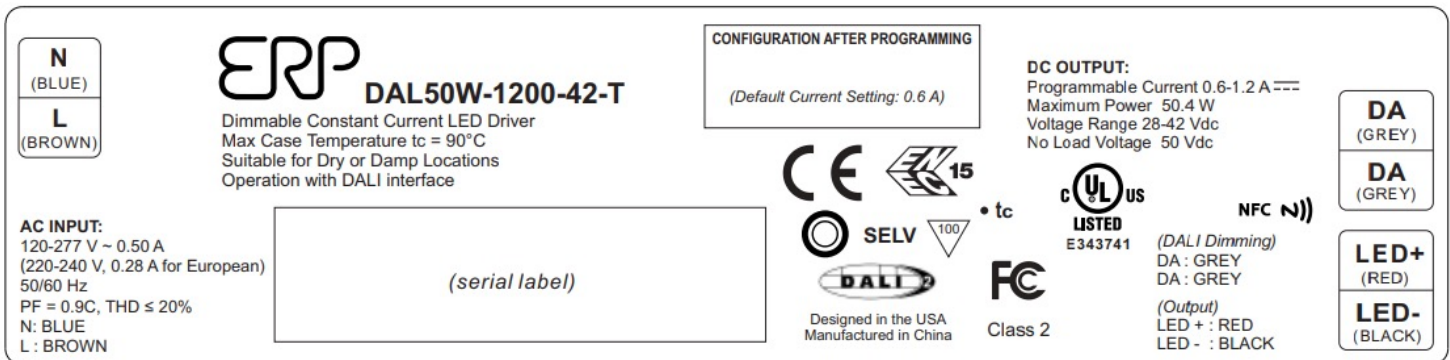 N
(BLUE)
L
(BROWN)
ERP
DAL50W-1200-42-T
Dimmable Constant Current LED Driver
Max Case Temperature tc = 90°C
Suitable for Dry or Damp Locations
Operation with DALI interface
AC INPUT:
120-277 V ~ 0.50 A
(220-240 V, 0.28 A for European)
50/60 Hz
PF = 0.9C, THD ≤ 20%
N: BLUE
L : BROWN
(serial label)
CONFIGURATION AFTER PROGRAMMING
(Default Current Setting: 0.6 A)
CE
ENEC 15
SELV
100
• tc
DALI 2
Designed in the USA
Manufactured in China
FC
Class 2
DC OUTPUT:
Programmable Current 0.6-1.2 A
Maximum Power 50.4 W
Voltage Range 28-42 Vdc
No Load Voltage 50 Vdc
C UL US
LISTED
E343741
NFC
(DALI Dimming)
DA : GREY
DA : GREY
(Output)
LED + : RED
LED - : BLACK
DA
(GREY)
DA
(GREY)
LED+
(RED)
LED-
(BLACK)